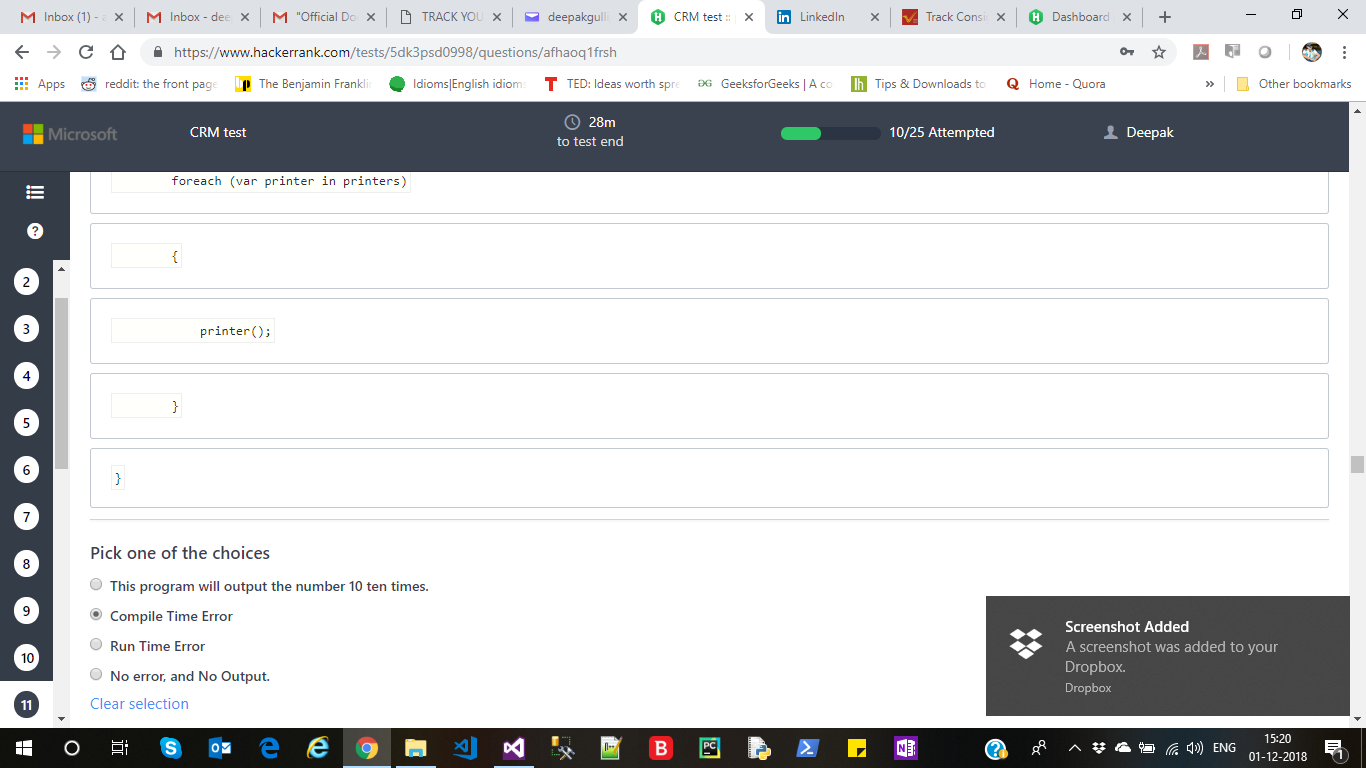 Inbox (1) - a
Inbox - dee
"Official Do
TRACK YOU
deepakgulli
CRM test ::
LinkedIn
Track Consi
Dashboard
https://www.hackerrank.com/tests/5dk3psd0998/questions/afhaoq1frsh
Apps
reddit: the front page
The Benjamin Franklin
Idioms|English idioms
TED: Ideas worth spre
GeeksforGeeks | A co
Tips & Downloads to
Home - Quora
»
Other bookmarks
Microsoft
CRM test
28m
to test end
10/25 Attempted
Deepak
foreach (var printer in printers)
{
printer();
}
}
2
3
4
5
6
7
8
9
10
11
Pick one of the choices
This program will output the number 10 ten times.
Compile Time Error
Run Time Error
No error, and No Output.
Clear selection
Screenshot Added
A screenshot was added to your
Dropbox.
Dropbox
ENG
15:20
01-12-2018
1